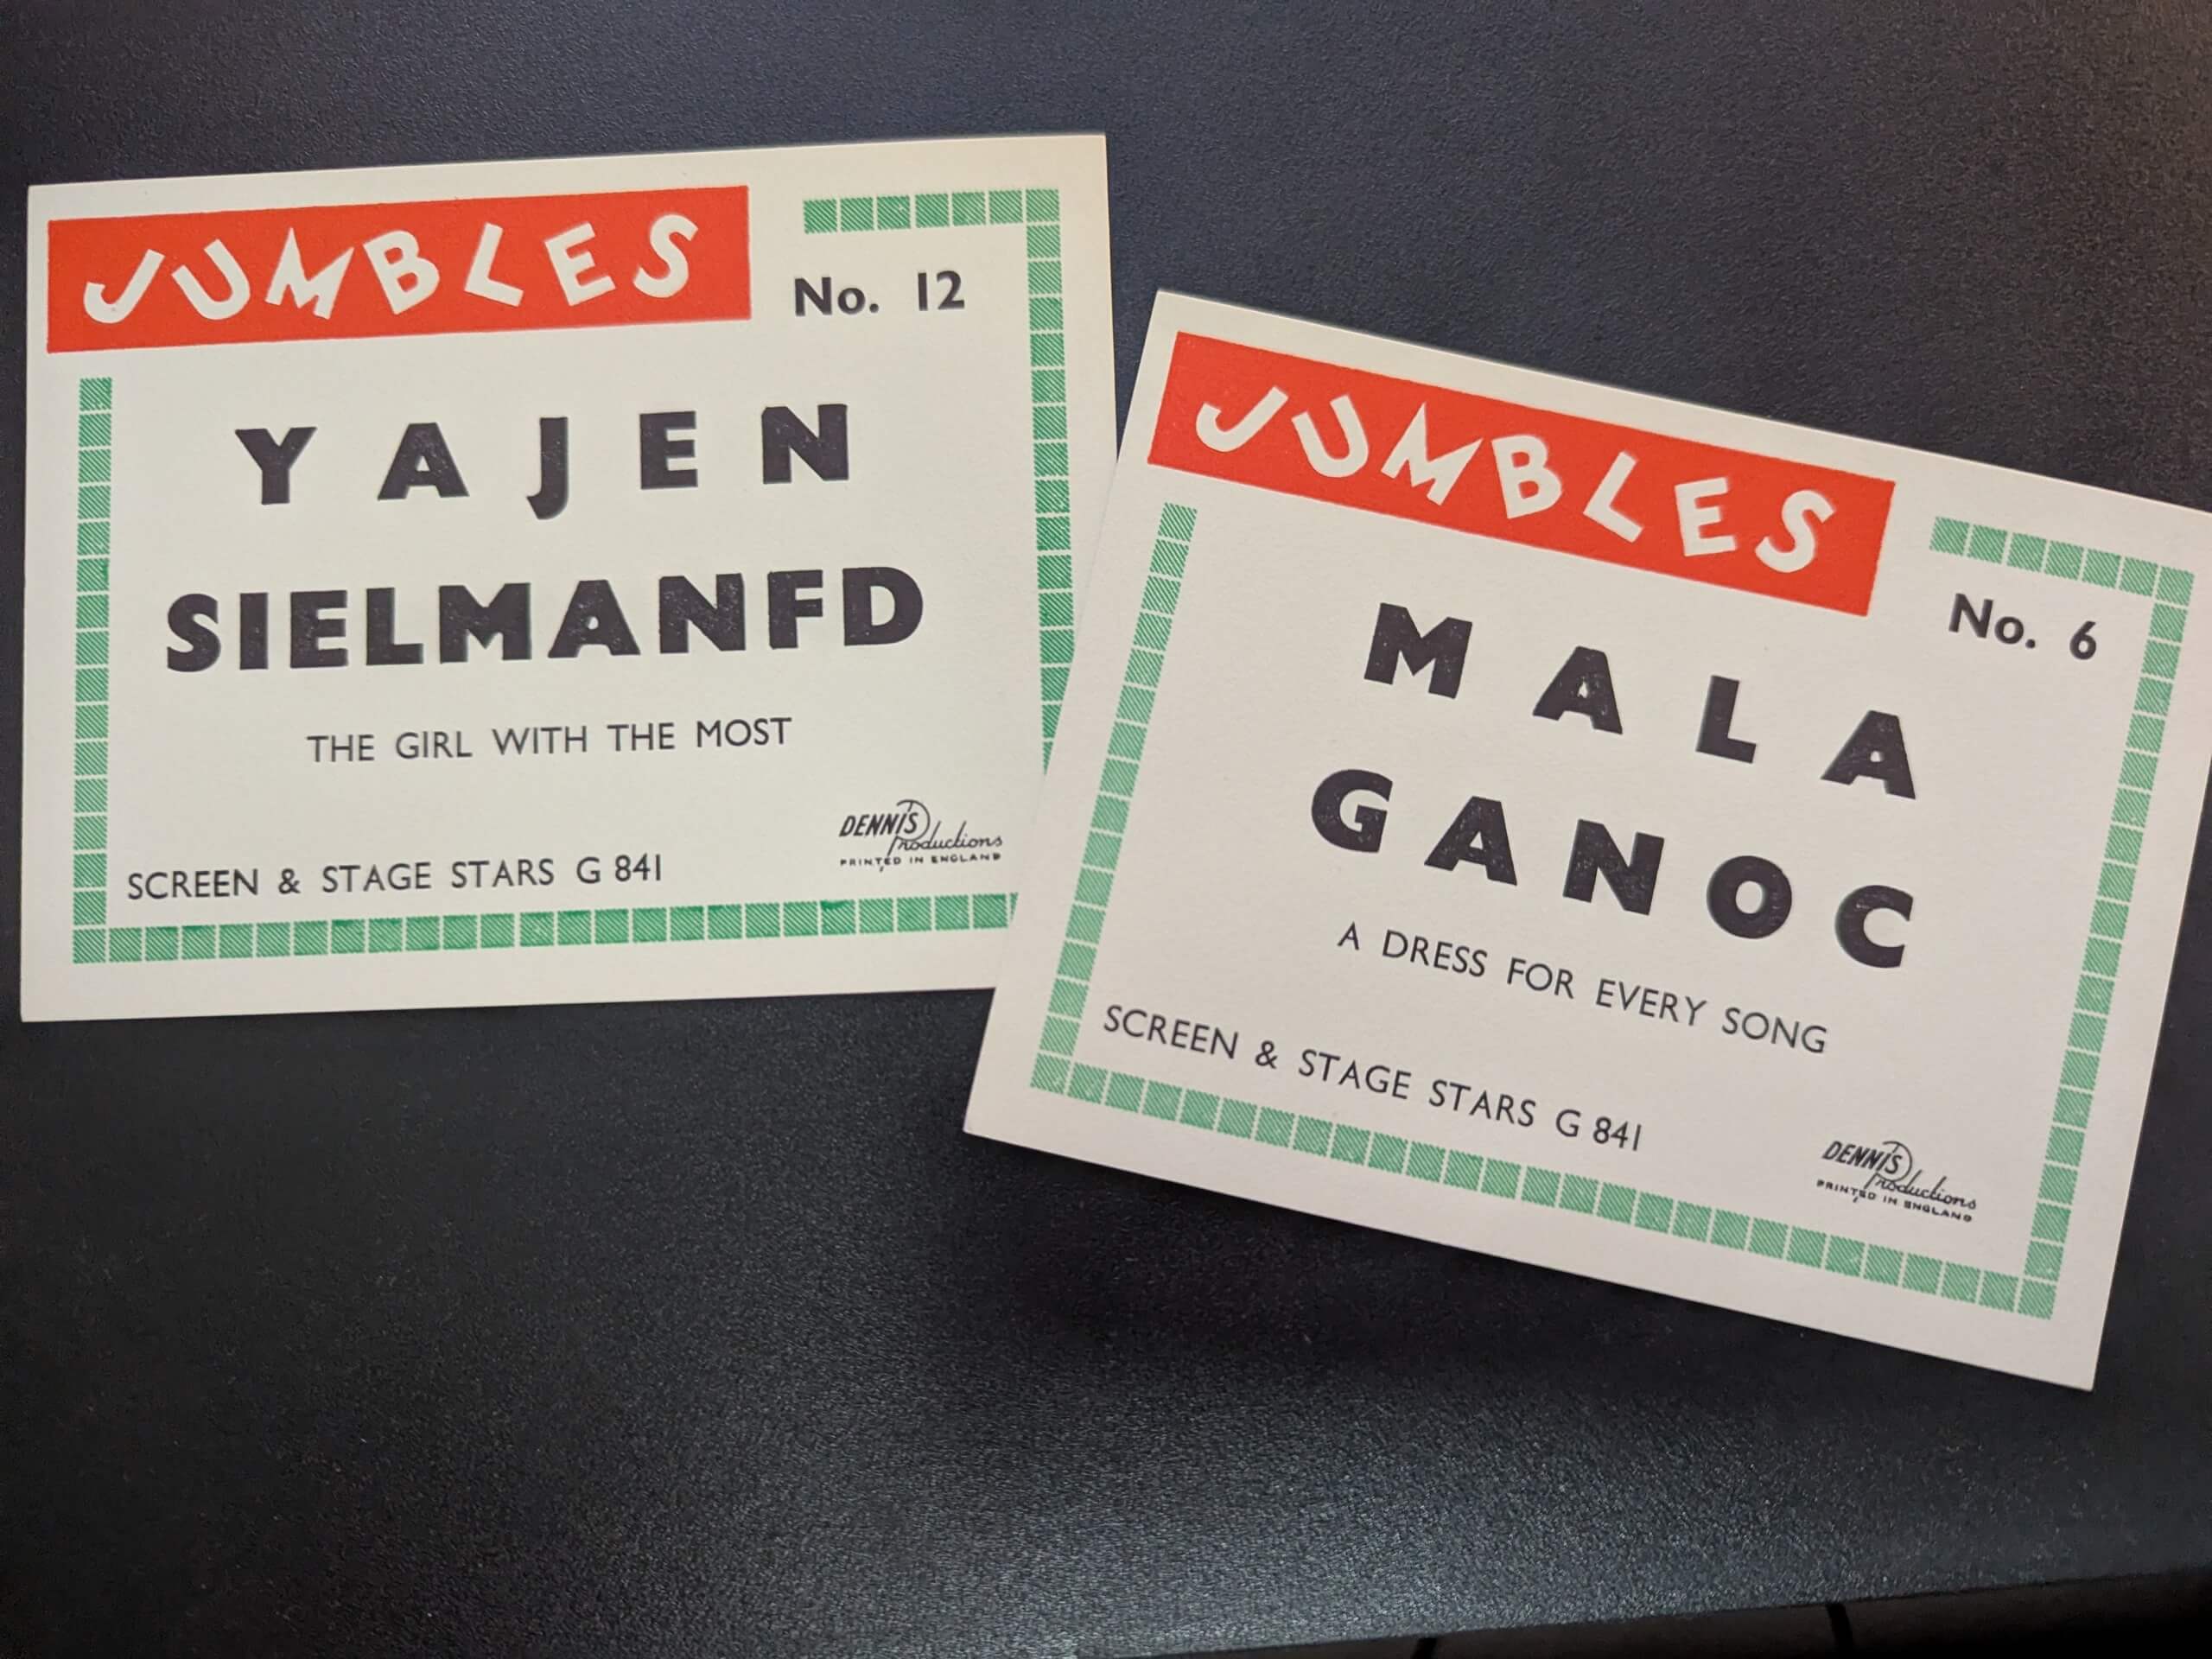 JUMBLES
No. 12
YAJEN
SIELMANFD
THE GIRL WITH THE MOST
SCREEN & STAGE STARS G 841
DENNIS
Productions
PRINTED IN ENGLAND
JUMBLES
No. 6
MALA
GANOC
A DRESS FOR EVERY SONG
SCREEN & STAGE STARS G 841
DENNIS
Productions
PRINTED IN ENGLAND